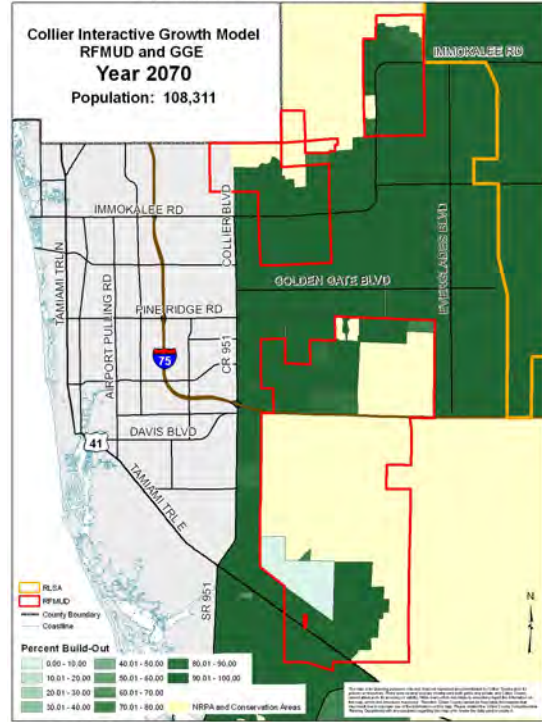 Collier Interactive Growth Model
RFMUD and GGE
Year 2070
Population: 108,311
IMMOKALEE RD
IMMOKALEE RD
COLLIER BLVD
EVERGLADES BLVD
TAMIAMI TRL N
AIRPORT PULLING RD
GOLDEN GATE BLVD
PINE RIDGE RD
CR 951
75
DAVIS BLVD
41
TAMIAMI TRL E
SR 951
RLSA
RFMUD
County Boundary
Coastline
N
Percent Build-Out
0.00 - 10.00
10.01 - 20.00
20.01 - 30.00
30.01 - 40.00
40.01 - 50.00
50.01 - 60.00
60.01 - 70.00
70.01 - 80.00
80.01 - 90.00
90.01 - 100.00
NRPA and Conservation Areas